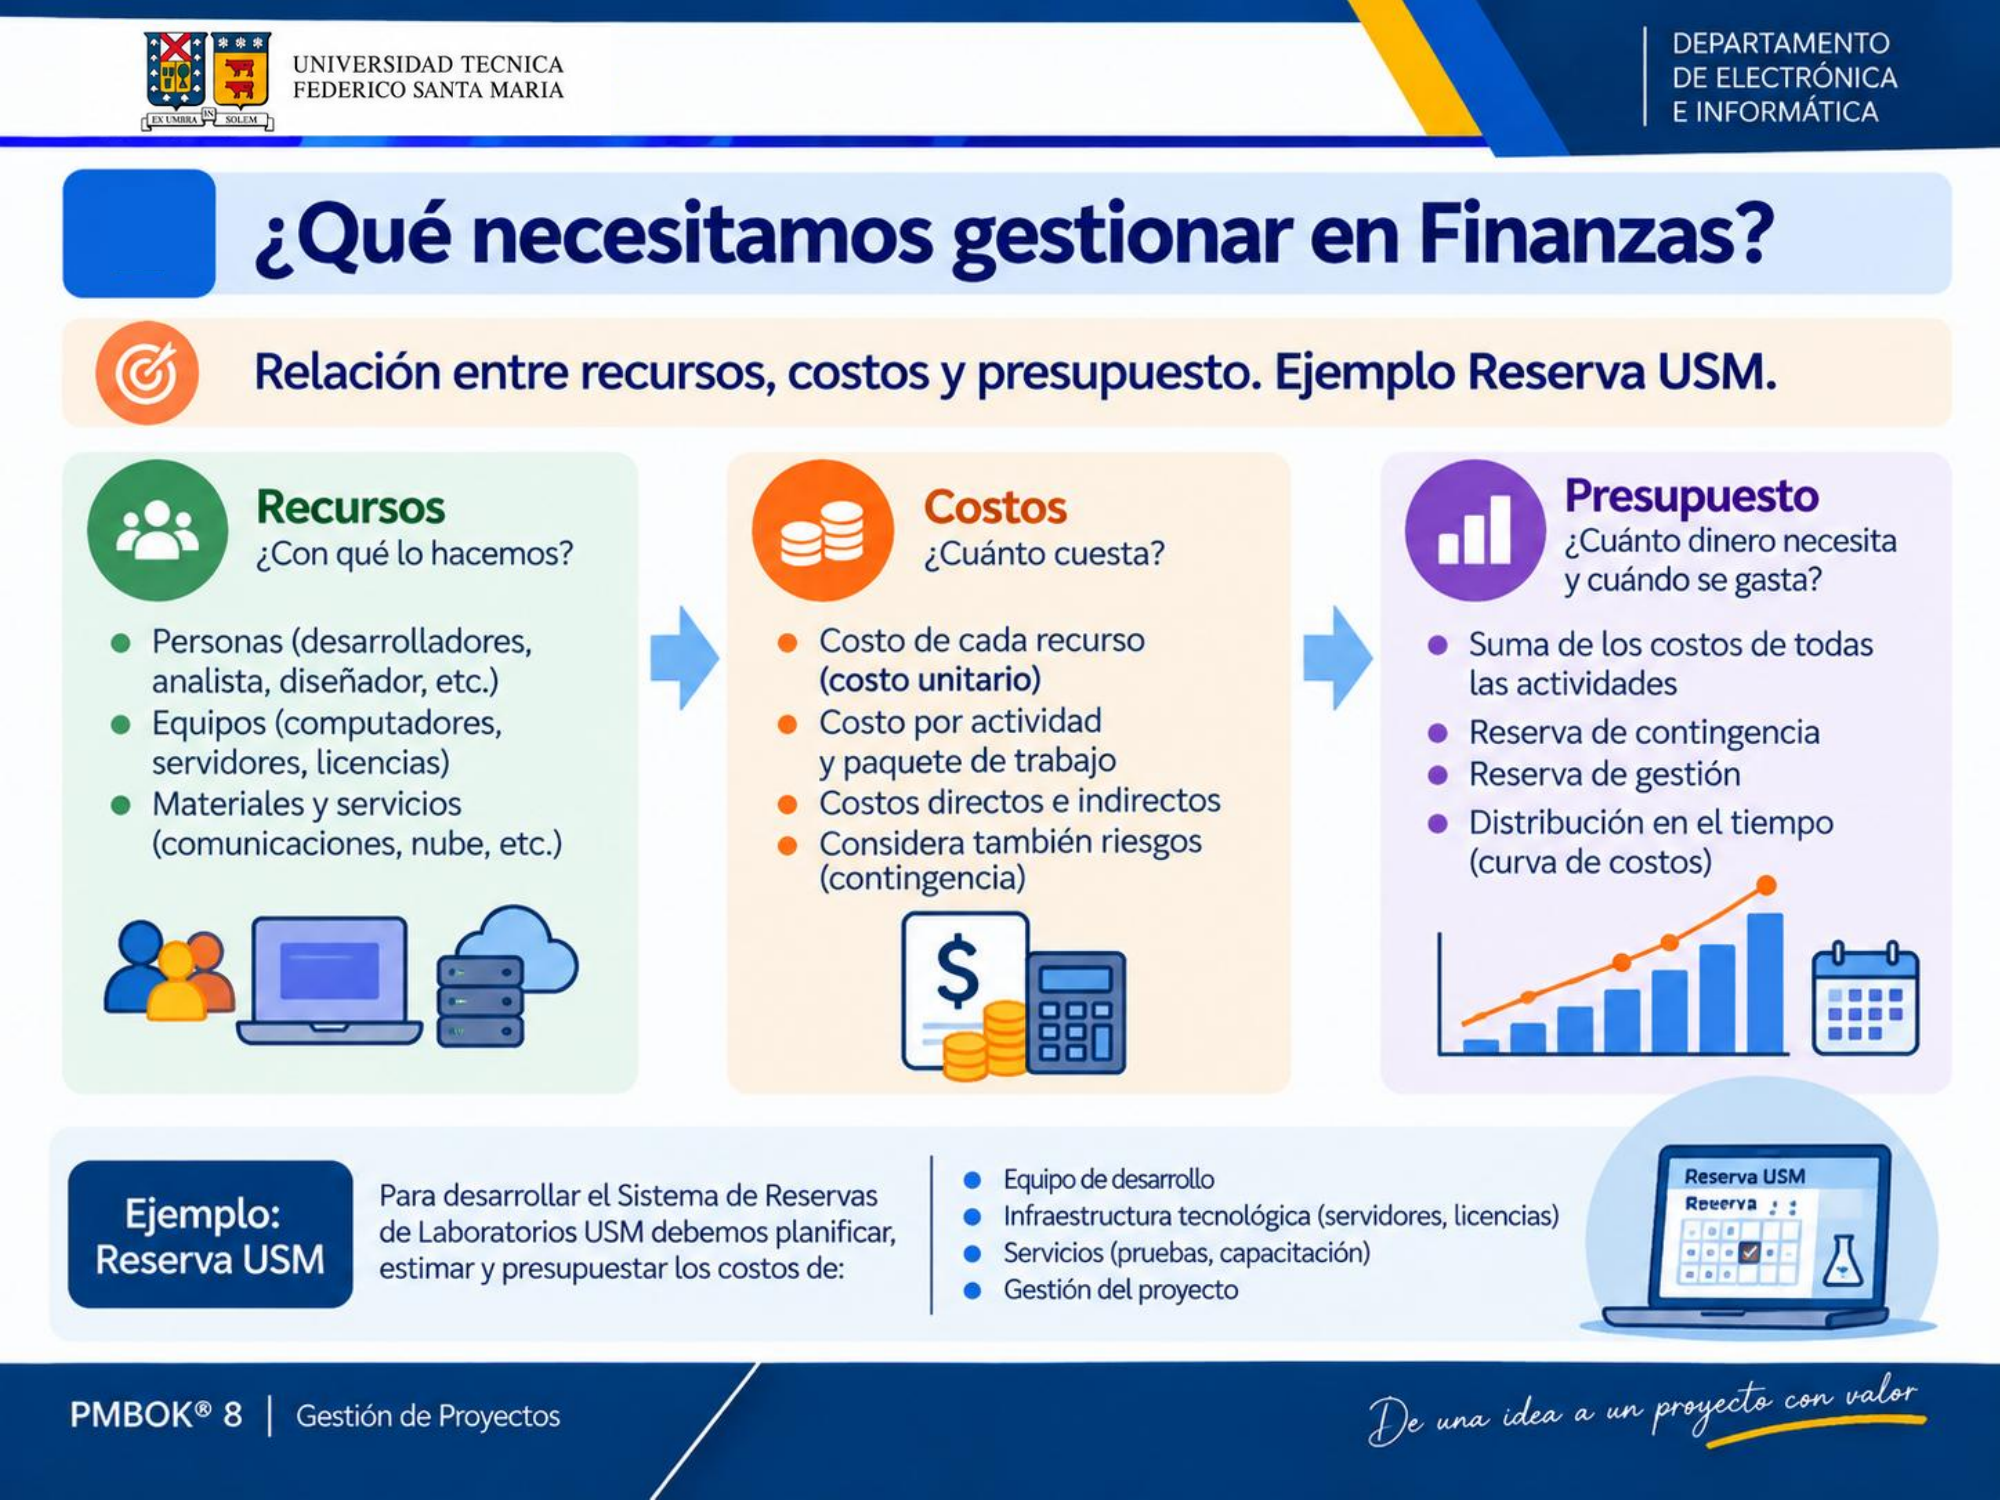 EX UMBRA IN SOLEM
UNIVERSIDAD TECNICA
FEDERICO SANTA MARIA
DEPARTAMENTO
DE ELECTRÓNICA
E INFORMÁTICA
¿Qué necesitamos gestionar en Finanzas?
Relación entre recursos, costos y presupuesto. Ejemplo Reserva USM.
Recursos
¿Con qué lo hacemos?
Personas (desarrolladores,
analista, diseñador, etc.)
Equipos (computadores,
servidores, licencias)
Materiales y servicios
(comunicaciones, nube, etc.)
Costos
¿Cuánto cuesta?
Costo de cada recurso
(costo unitario)
Costo por actividad
y paquete de trabajo
Costos directos e indirectos
Considera también riesgos
(contingencia)
$
Presupuesto
¿Cuánto dinero necesita
y cuándo se gasta?
Suma de los costos de todas
las actividades
Reserva de contingencia
Reserva de gestión
Distribución en el tiempo
(curva de costos)
Ejemplo:
Reserva USM
Para desarrollar el Sistema de Reservas
de Laboratorios USM debemos planificar,
estimar y presupuestar los costos de:
Equipo de desarrollo
Infraestructura tecnológica (servidores, licencias)
Servicios (pruebas, capacitación)
Gestión del proyecto
Reserva USM
PMBOK® 8 | Gestión de Proyectos
De una idea a un proyecto con valor